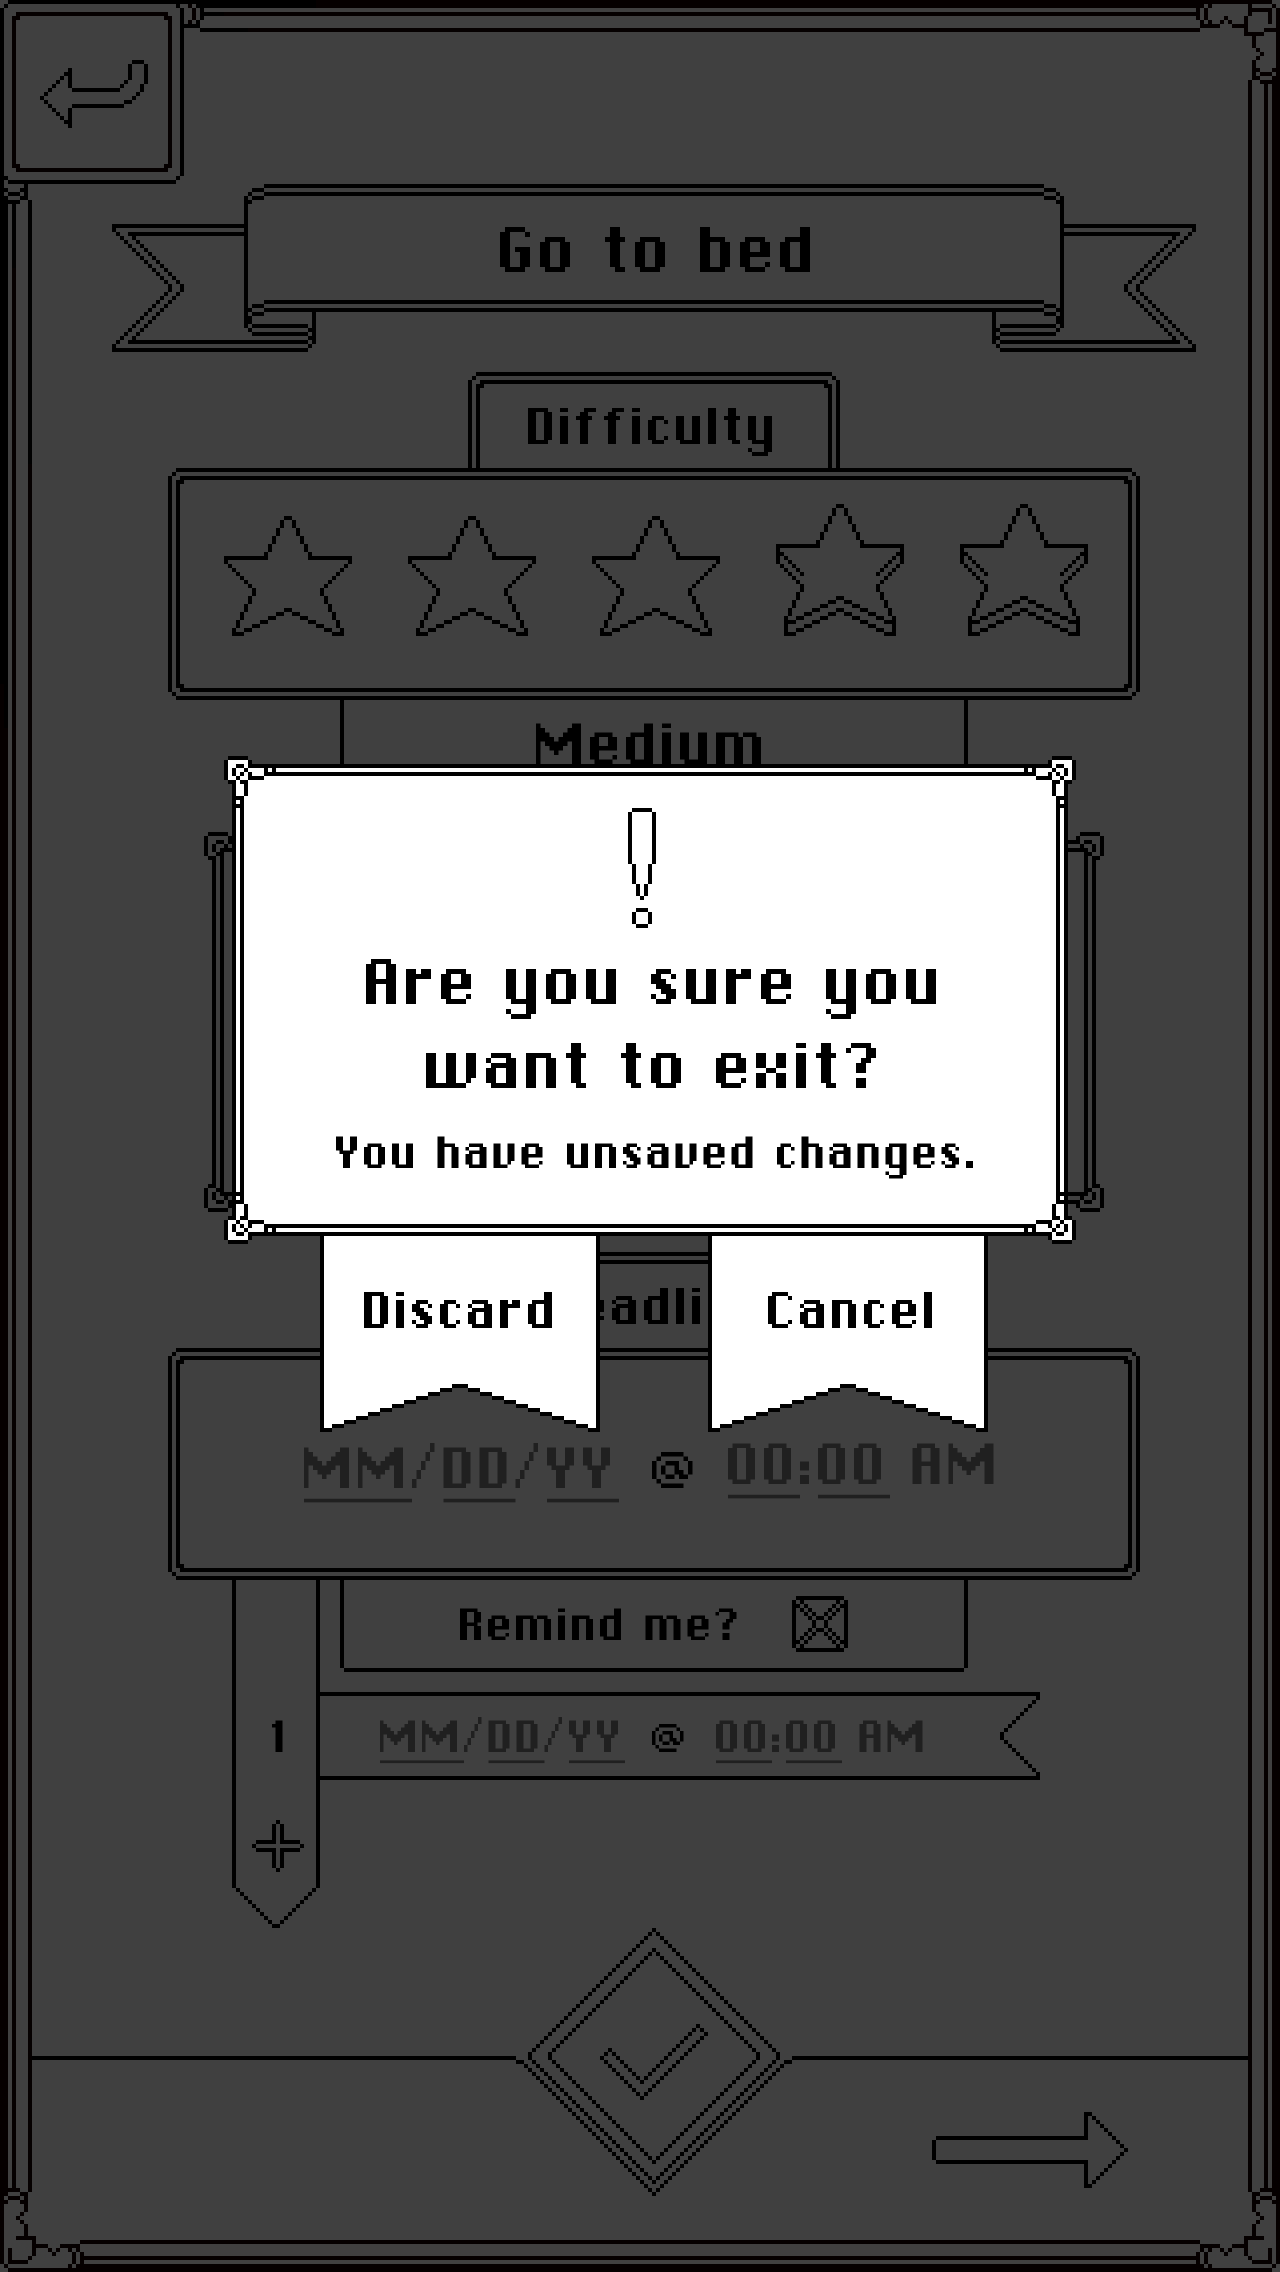 Go to bed
Difficulty
Medium
Are you sure you
want to exit?
You have unsaved changes.
Discard
Cancel
MM/DD/YY @ 00:00 AM
Remind me?
1 MM/DD/YY @ 00:00 AM